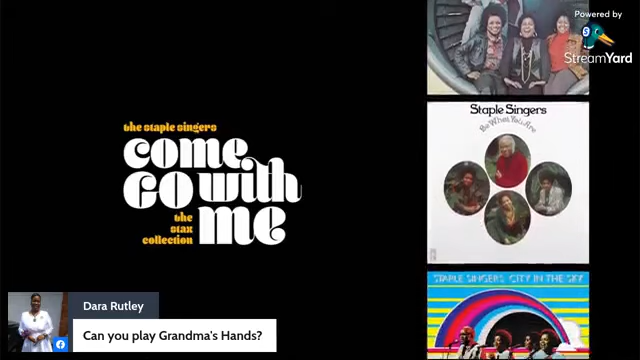 Powered by
StreamYard
the staple singers
come
go with
me
the
stax
collection
Staple Singers
Be What You Are
STAPLE SINGERS CITY IN THE SKY
Dara Rutley
Can you play Grandma's Hands?